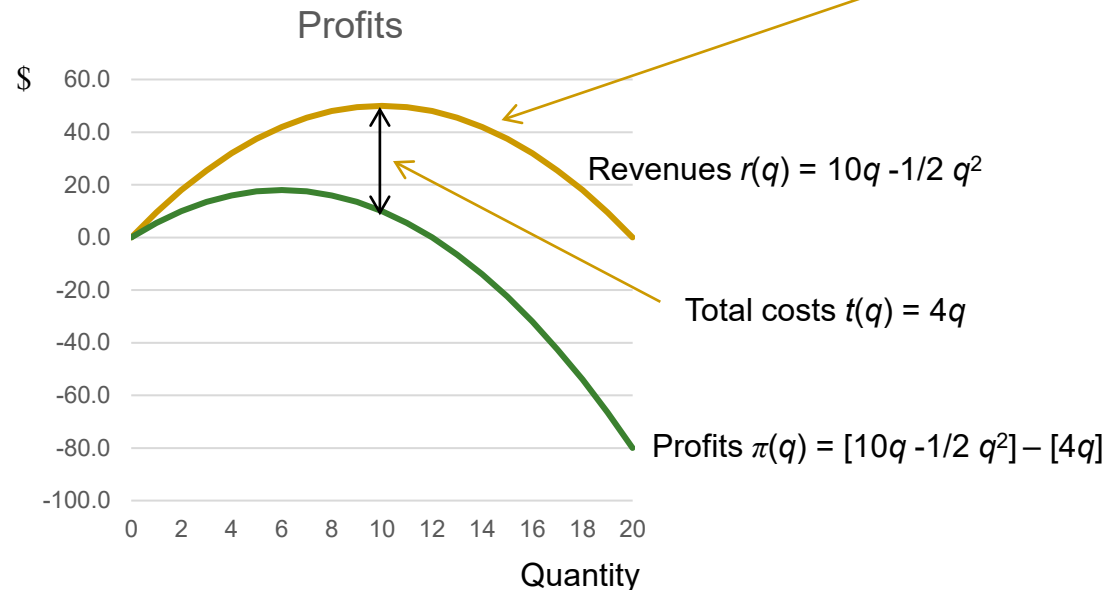 Profits
$
60.0
40.0
20.0
0.0
-20.0
-40.0
-60.0
-80.0
-100.0
Revenues r(q) = 10q -1/2 q²
Total costs t(q) = 4q
Profits π(q) = [10q -1/2 q²] – [4q]
0 2 4 6 8 10 12 14 16 18 20
Quantity